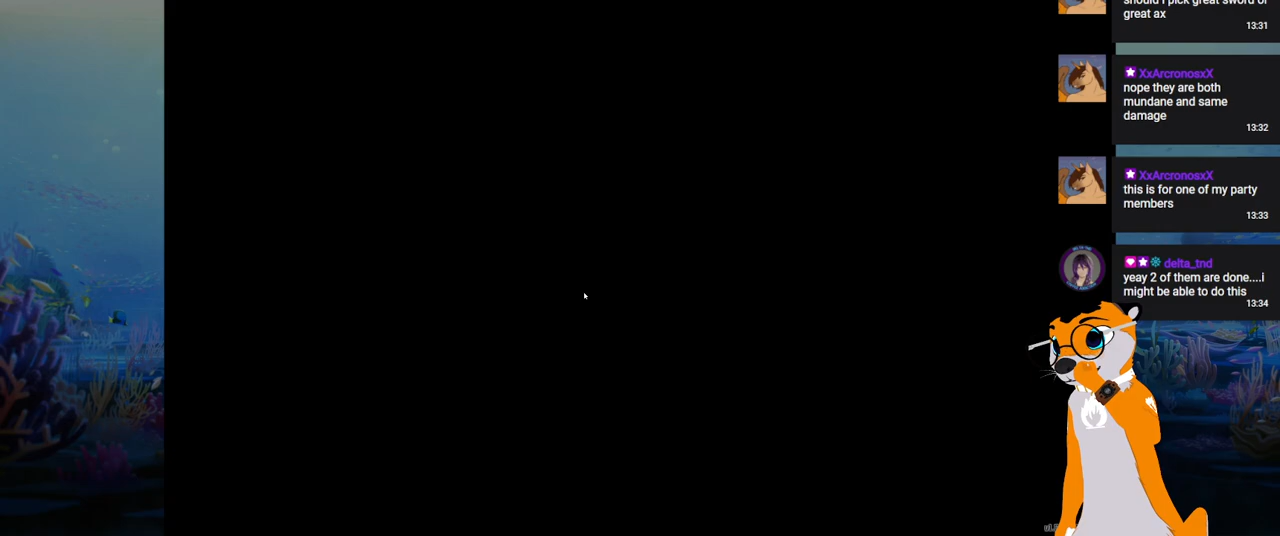 should I pick great sword or
great ax
13:31
XxArcronosxX
nope they are both
mundane and same
damage
13:32
XxArcronosxX
this is for one of my party
members
13:33
delta_tnd
yeay 2 of them are done....i
might be able to do this
13:34